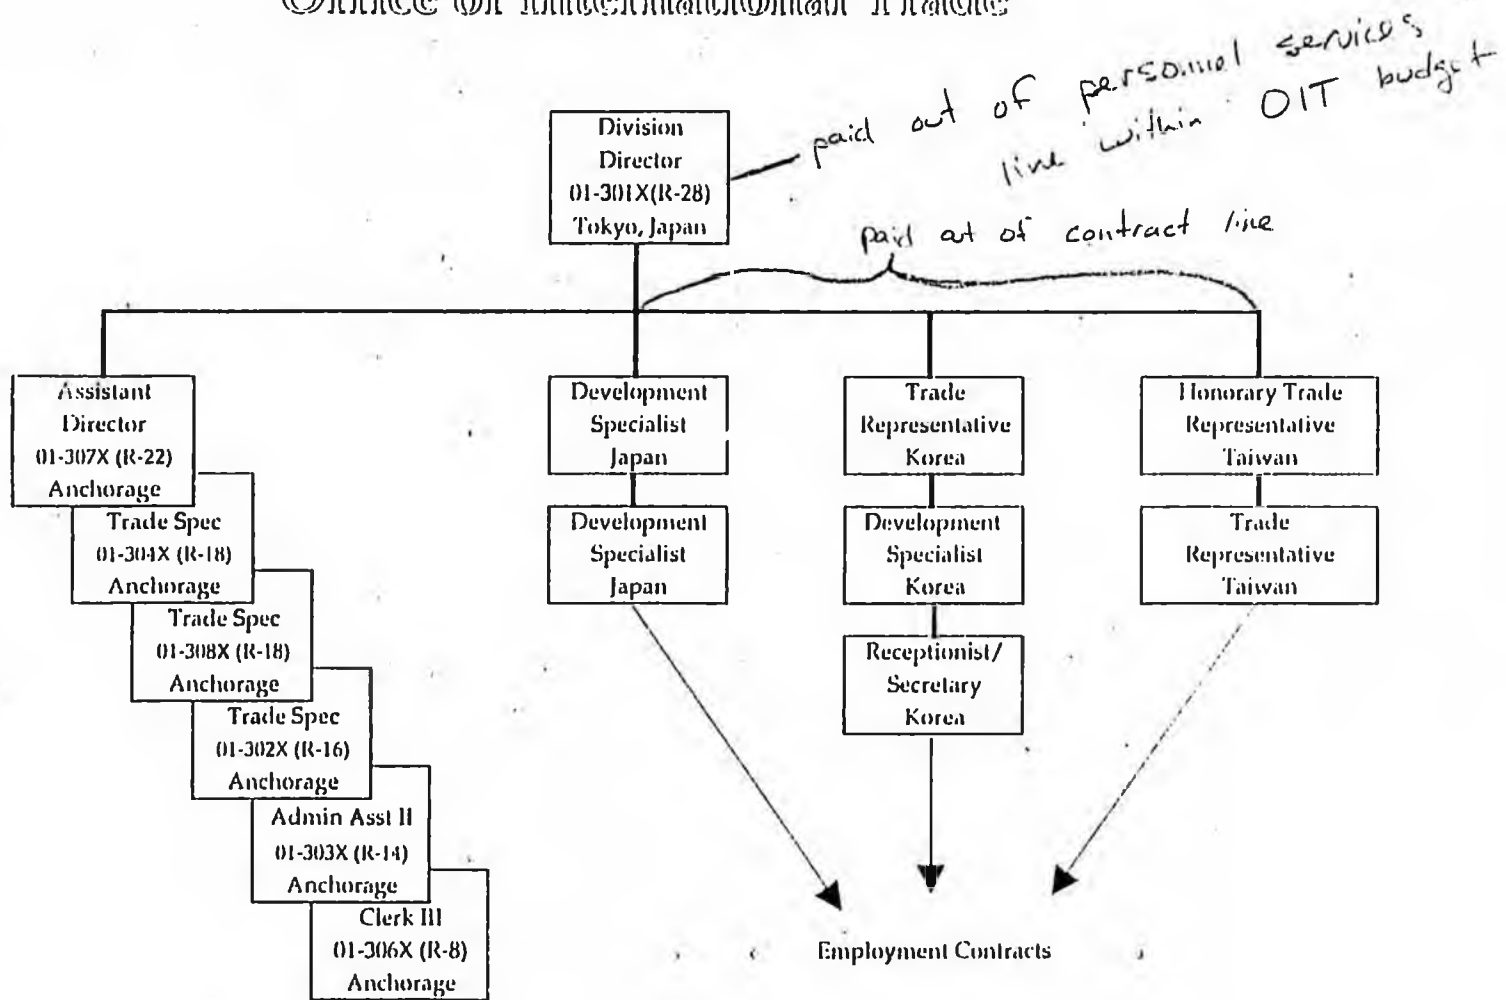 Office of International Trade
paid out of personnel services
line within OIT budget
Division
Director
01-301X(R-28)
Tokyo, Japan
paid out of contract line
Assistant
Director
01-307X (R-22)
Anchorage
Trade Spec
01-304X (R-18)
Anchorage
Trade Spec
01-308X (R-18)
Anchorage
Trade Spec
01-302X (R-16)
Anchorage
Admin Asst II
01-303X (R-14)
Anchorage
Clerk III
01-306X (R-8)
Anchorage
Development
Specialist
Japan
Development
Specialist
Japan
Trade
Representative
Korea
Development
Specialist
Korea
Receptionist/
Secretary
Korea
Honorary Trade
Representative
Taiwan
Trade
Representative
Taiwan
Employment Contracts